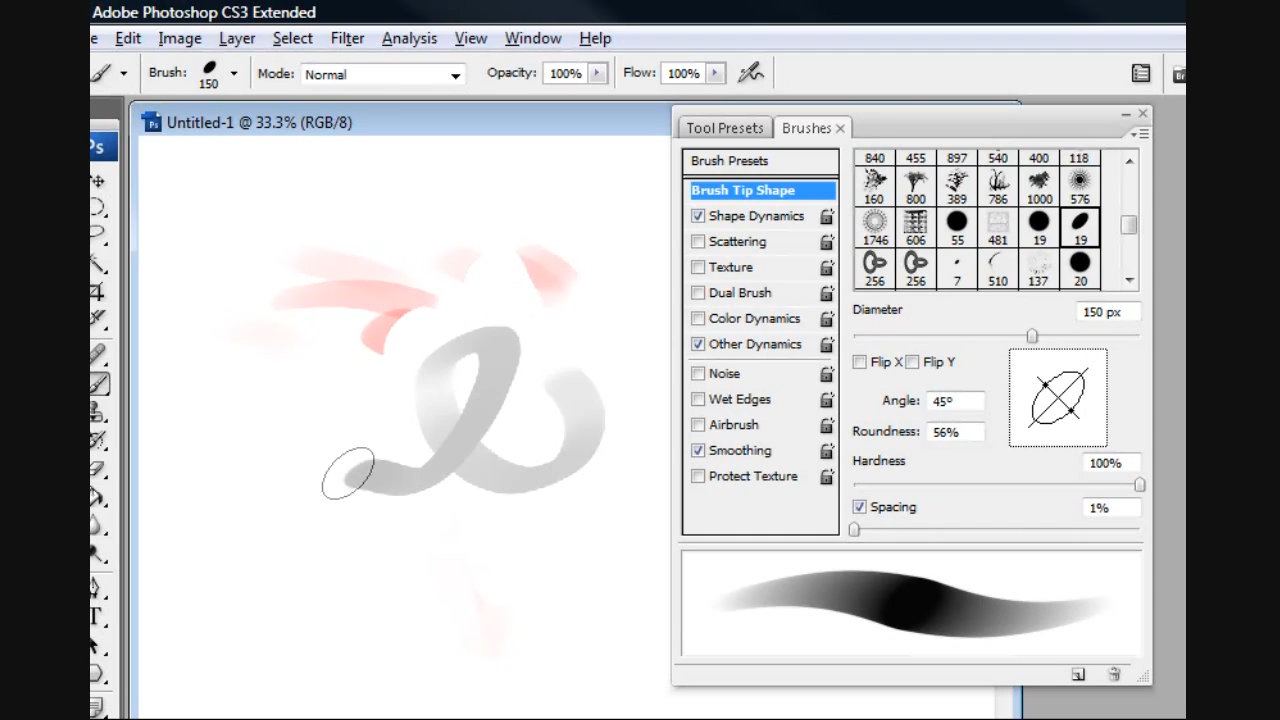 Adobe Photoshop CS3 Extended
e Edit Image Layer Select Filter Analysis View Window Help
Brush: 150 Mode: Normal Opacity: 100% Flow: 100% Br
Untitled-1 @ 33.3% (RGB/8)
Ps
Tool Presets Brushes
Brush Presets
Brush Tip Shape
Shape Dynamics
Scattering
Texture
Dual Brush
Color Dynamics
Other Dynamics
Noise
Wet Edges
Airbrush
Smoothing
Protect Texture
840 455 897 540 400 118
160 800 389 786 1000 576
1746 606 55 481 19 19
256 256 7 510 137 20
Diameter 150 px
Flip X Flip Y
Angle: 45º
Roundness: 56%
Hardness 100%
Spacing 1%